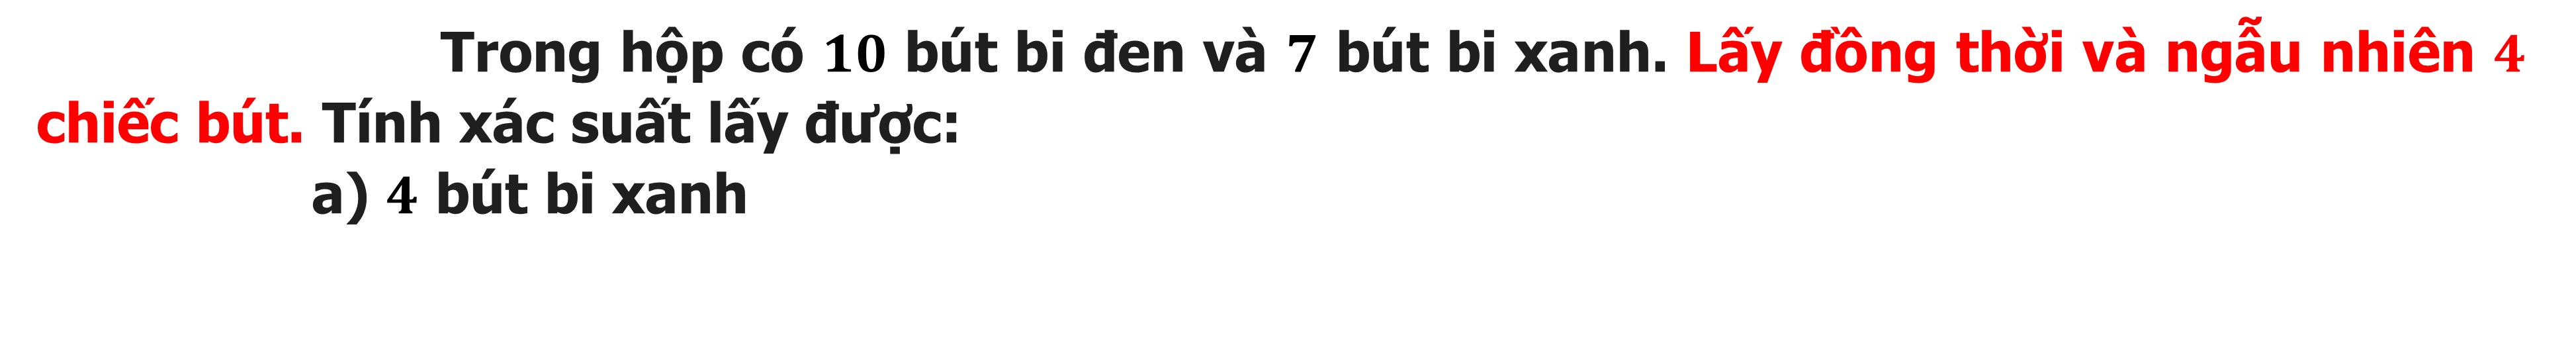 Trong hộp có 10 bút bi đen và 7 bút bi xanh. Lấy đồng thời và ngẫu nhiên 4
chiếc bút. Tính xác suất lấy được:
a) 4 bút bi xanh